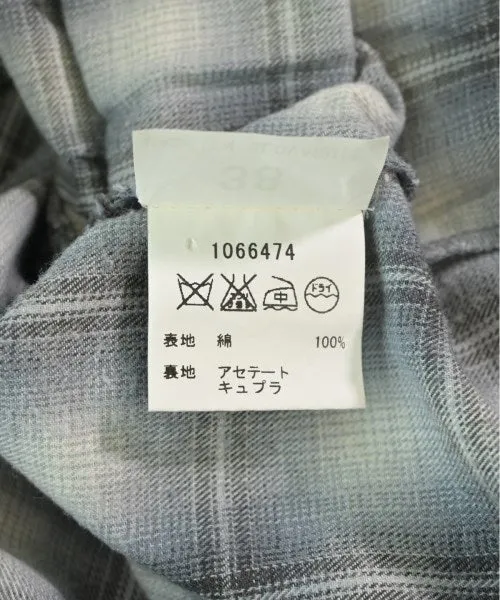 1066474
ドライ
中
表地 綿 100%
裏地 アセテート
キュプラ